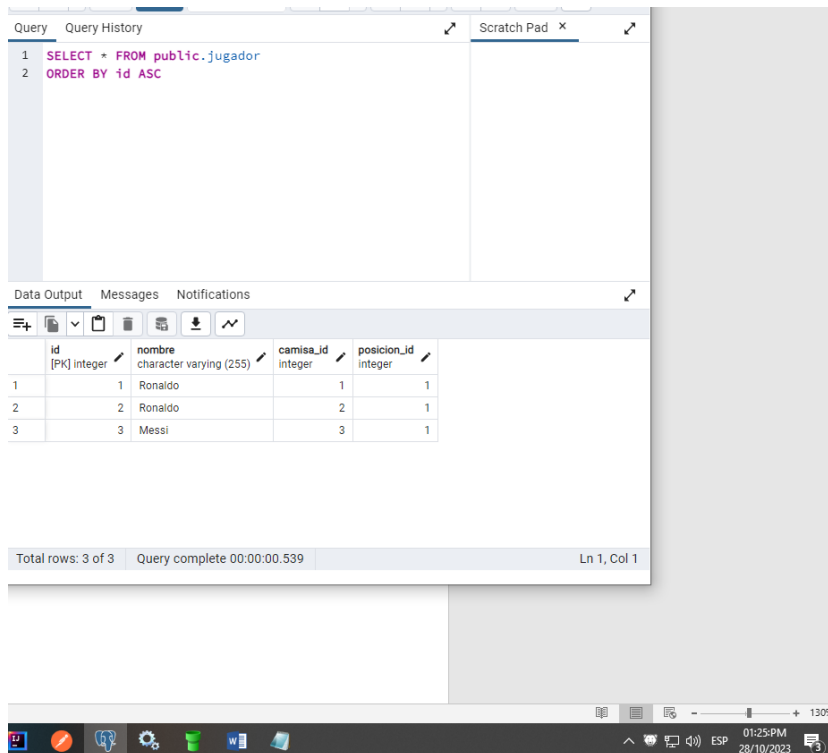 Query Query History
Scratch Pad ×
1 SELECT * FROM public.jugador
2 ORDER BY id ASC
Data Output Messages Notifications
id nombre camisa_id posicion_id
[PK] integer character varying (255) integer integer
1 1 Ronaldo 1 1
2 2 Ronaldo 2 1
3 3 Messi 3 1
Total rows: 3 of 3 Query complete 00:00:00.539 Ln 1, Col 1
- + 130%
ESP 01:25:PM
28/10/2023 3